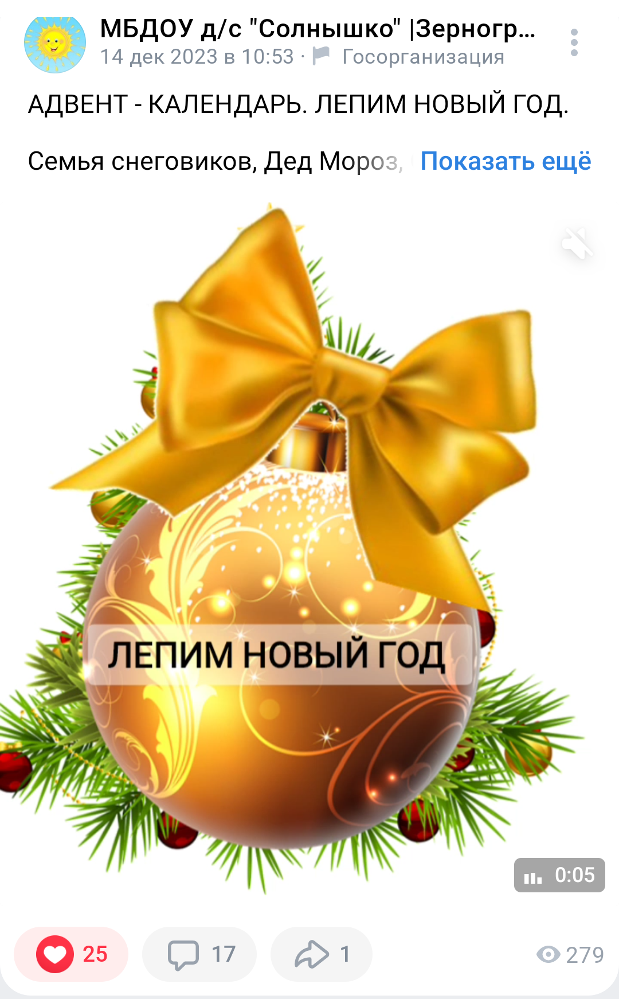 МБДОУ д/с "Солнышко" |Зерногр...
14 дек 2023 в 10:53 · Госорганизация
АДВЕНТ - КАЛЕНДАРЬ. ЛЕПИМ НОВЫЙ ГОД.
Семья снеговиков, Дед Мороз, Показать ещё
ЛЕПИМ НОВЫЙ ГОД
0:05
25 17 1 279